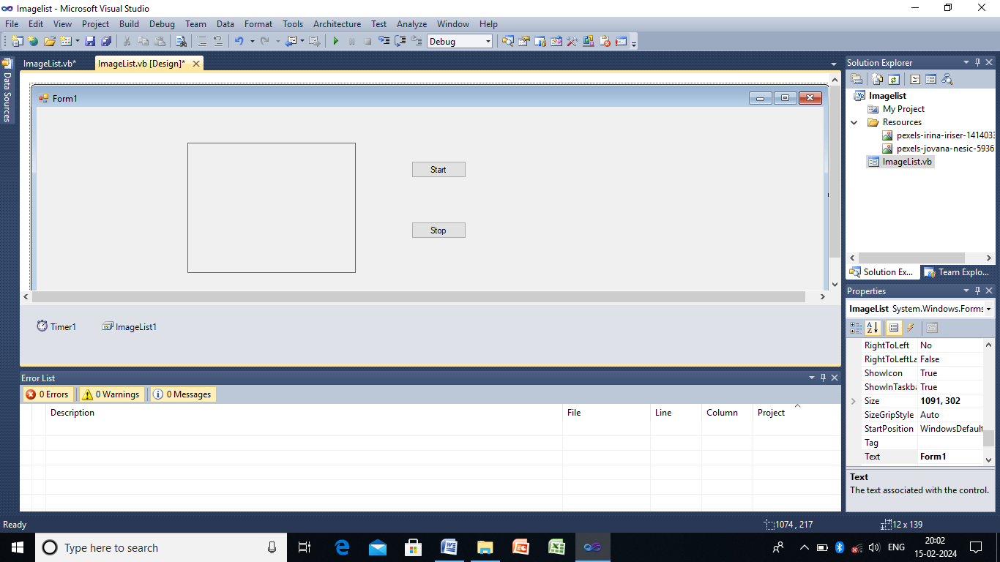 Imagelist - Microsoft Visual Studio
File Edit View Project Build Debug Team Data Format Tools Architecture Test Analyze Window Help
Debug
Data Sources
ImageList.vb*
ImageList.vb [Design]*
Form1
Start
Stop
Timer1
ImageList1
Error List
0 Errors
0 Warnings
0 Messages
Description File Line Column Project
Solution Explorer
Imagelist
My Project
Resources
pexels-irina-iriser-1414033
pexels-jovana-nesic-5936
ImageList.vb
Solution Ex...
Team Explo...
Properties
ImageList System.Windows.Forms
A
Z
RightToLeft No
RightToLeftLa False
ShowIcon True
ShowInTaskba True
Size 1091, 302
SizeGripStyle Auto
StartPosition WindowsDefault
Tag
Text Form1
Text
The text associated with the control.
Ready
1074 , 217
12 x 139
Type here to search
ENG
20:02
15-02-2024